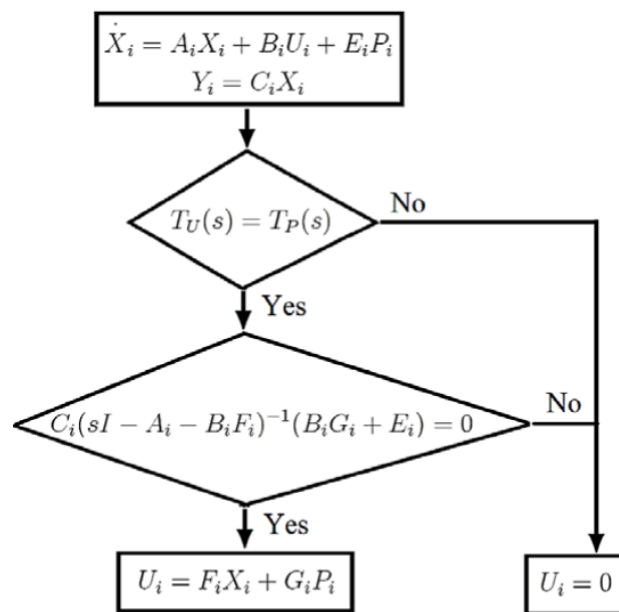 Ẋ_i = A_iX_i + B_iU_i + E_iP_i
Y_i = C_iX_i
T_U(s) = T_P(s)
No
Yes
C_i(sI − A_i − B_iF_i)^{−1}(B_iG_i + E_i) = 0
No
Yes
U_i = F_iX_i + G_iP_i
U_i = 0